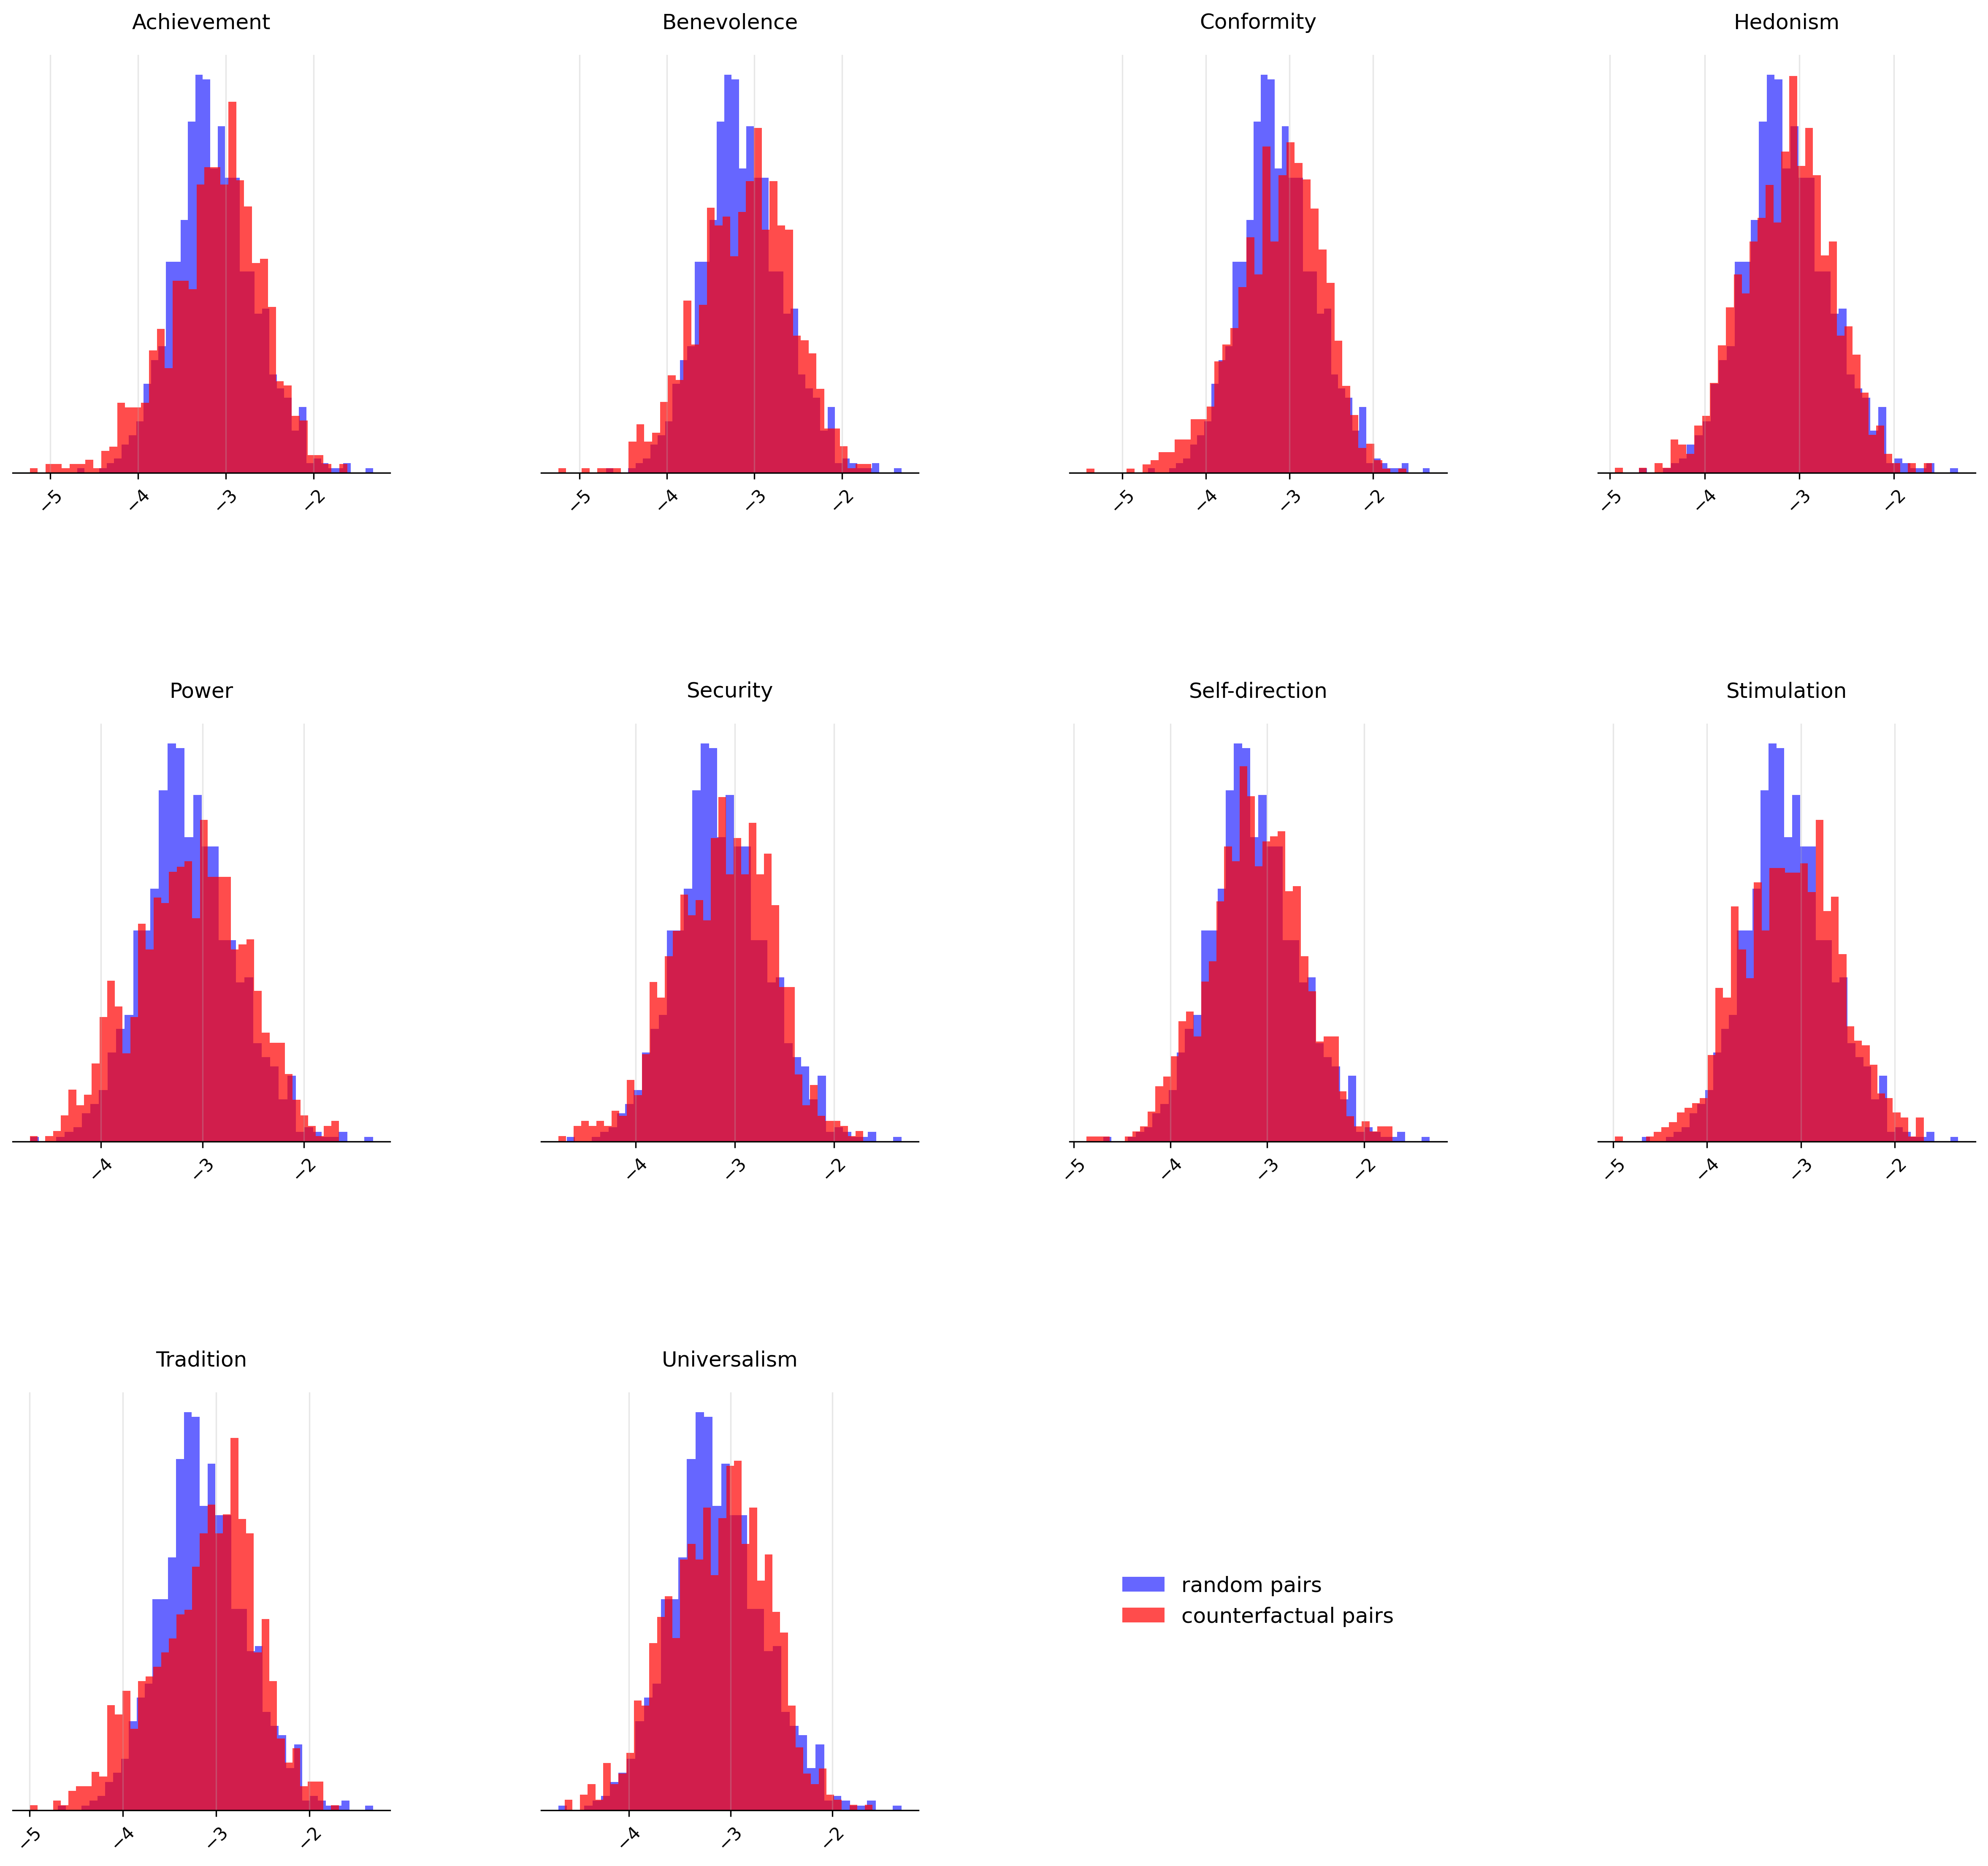 Achievement
Benevolence
Conformity
Hedonism
−5 −4 −3 −2
−5 −4 −3 −2
−5 −4 −3 −2
−5 −4 −3 −2
Power
Security
Self-direction
Stimulation
−4 −3 −2
−4 −3 −2
−5 −4 −3 −2
−5 −4 −3 −2
Tradition
Universalism
random pairs
counterfactual pairs
−5 −4 −3 −2
−4 −3 −2